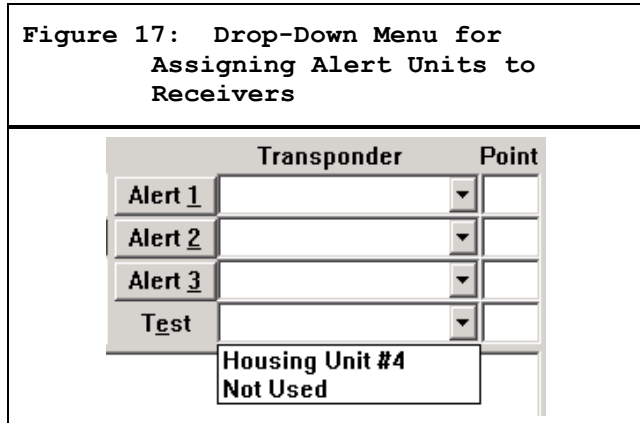 Figure 17: Drop-Down Menu for
Assigning Alert Units to
Receivers
Transponder Point
Alert 1
Alert 2
Alert 3
Test
Housing Unit #4
Not Used